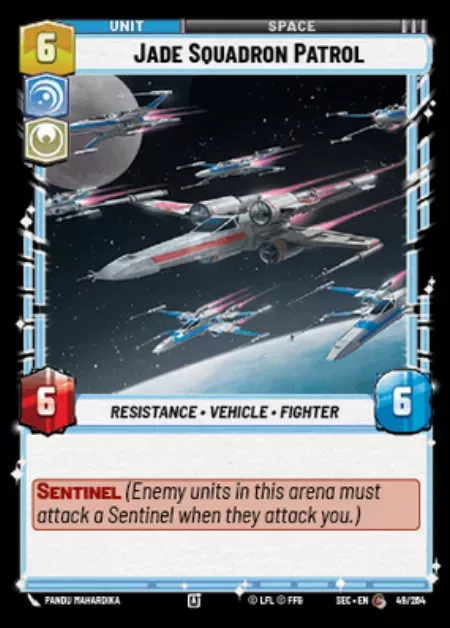 UNIT
SPACE
6
JADE SQUADRON PATROL
6
6
RESISTANCE • VEHICLE • FIGHTER
SENTINEL (Enemy units in this arena must
attack a Sentinel when they attack you.)
PANDU MAHARDIKA
A
© LFL © FFG
SEC • EN
49/264